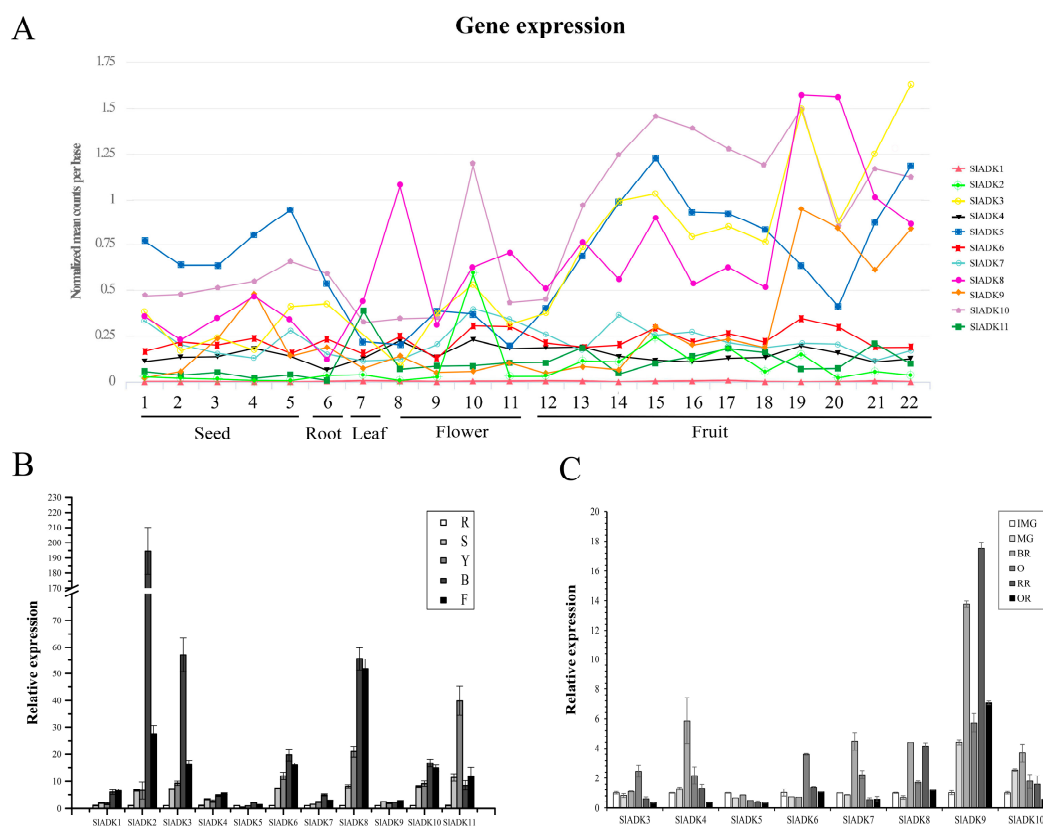 A
Gene expression
Normalized mean counts per base
1.75
1.5
1.25
1
0.75
0.5
0.25
0
1 2 3 4 5 6 7 8 9 10 11 12 13 14 15 16 17 18 19 20 21 22
Seed Root Leaf Flower Fruit
SlADK1
SlADK2
SlADK3
SlADK4
SlADK5
SlADK6
SlADK7
SlADK8
SlADK9
SlADK10
SlADK11
B
Relative expression
230
220
210
200
190
180
170
60
50
40
30
20
10
0
SlADK1 SlADK2 SlADK3 SlADK4 SlADK5 SlADK6 SlADK7 SlADK8 SlADK9 SlADK10 SlADK11
R
S
Y
B
F
C
Relative expression
20
18
16
14
12
10
8
6
4
2
0
SlADK3 SlADK4 SlADK5 SlADK6 SlADK7 SlADK8 SlADK9 SlADK10
IMG
MG
BR
O
RR
OR